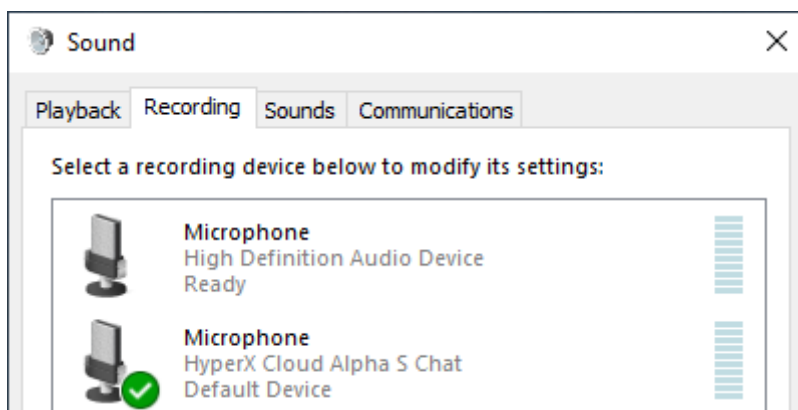 Sound
Playback Recording Sounds Communications
Select a recording device below to modify its settings:
Microphone
High Definition Audio Device
Ready
Microphone
HyperX Cloud Alpha S Chat
Default Device